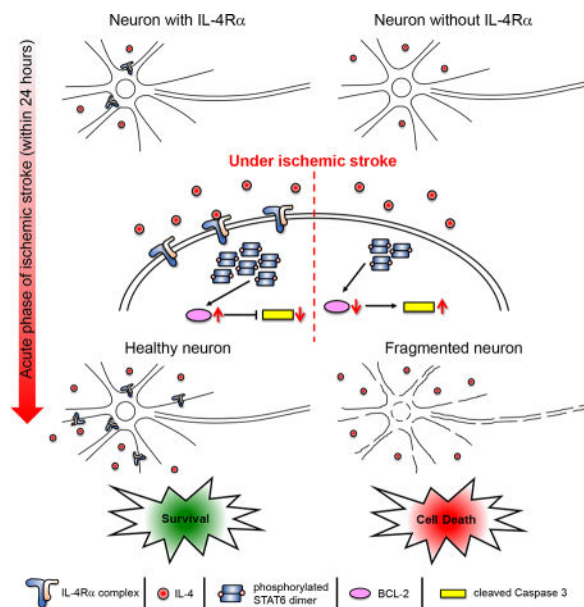 Neuron with IL-4Rα
Neuron without IL-4Rα
Acute phase of ischemic stroke (within 24 hours)
Under ischemic stroke
Healthy neuron
Fragmented neuron
Survival
Cell Death
IL-4Rα complex
IL-4
phosphorylated
STAT6 dimer
BCL-2
cleaved Caspase 3